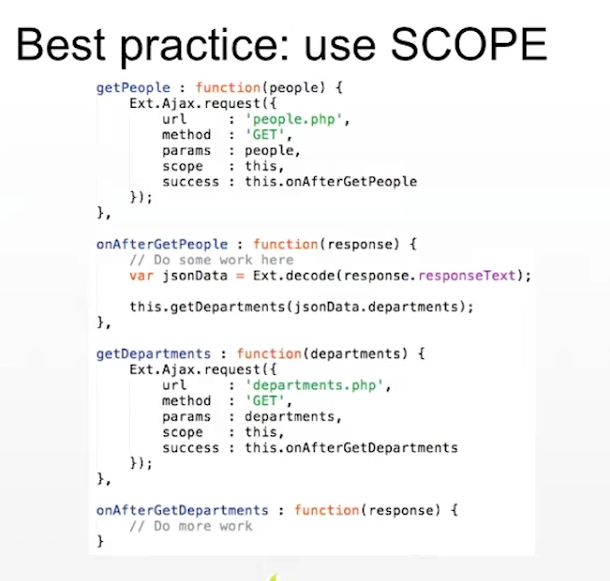 Best practice: use SCOPE
getPeople : function(people) {
    Ext.Ajax.request({
        url     : 'people.php',
        method  : 'GET',
        params  : people,
        scope   : this,
        success : this.onAfterGetPeople
    });
},
onAfterGetPeople : function(response) {
    // Do some work here
    var jsonData = Ext.decode(response.responseText);
    this.getDepartments(jsonData.departments);
},
getDepartments : function(departments) {
    Ext.Ajax.request({
        url     : 'departments.php',
        method  : 'GET',
        params  : departments,
        scope   : this,
        success : this.onAfterGetDepartments
    });
},
onAfterGetDepartments : function(response) {
    // Do more work
}